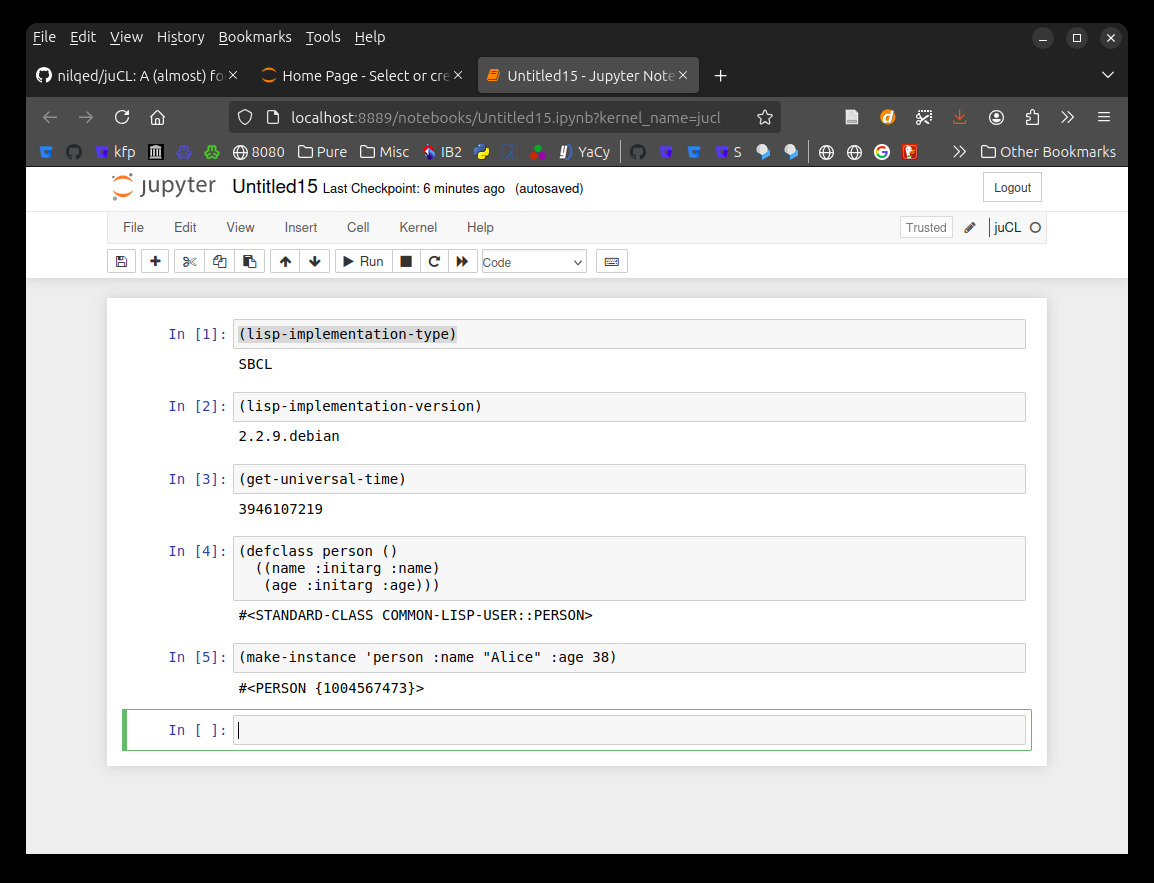 File Edit View History Bookmarks Tools Help
nilqed/juCL: A (almost) fo
Home Page - Select or cre
Untitled15 - Jupyter Note
localhost:8889/notebooks/Untitled15.ipynb?kernel_name=jucl
kfp 8080 Pure Misc IB2 YaCy S Other Bookmarks
jupyter Untitled15 Last Checkpoint: 6 minutes ago (autosaved) Logout
File Edit View Insert Cell Kernel Help Trusted juCL
Run Code
In [1]: (lisp-implementation-type)
SBCL
In [2]: (lisp-implementation-version)
2.2.9.debian
In [3]: (get-universal-time)
3946107219
In [4]: (defclass person ()
((name :initarg :name)
(age :initarg :age)))
#<STANDARD-CLASS COMMON-LISP-USER::PERSON>
In [5]: (make-instance 'person :name "Alice" :age 38)
#<PERSON {1004567473}>
In [ ]: